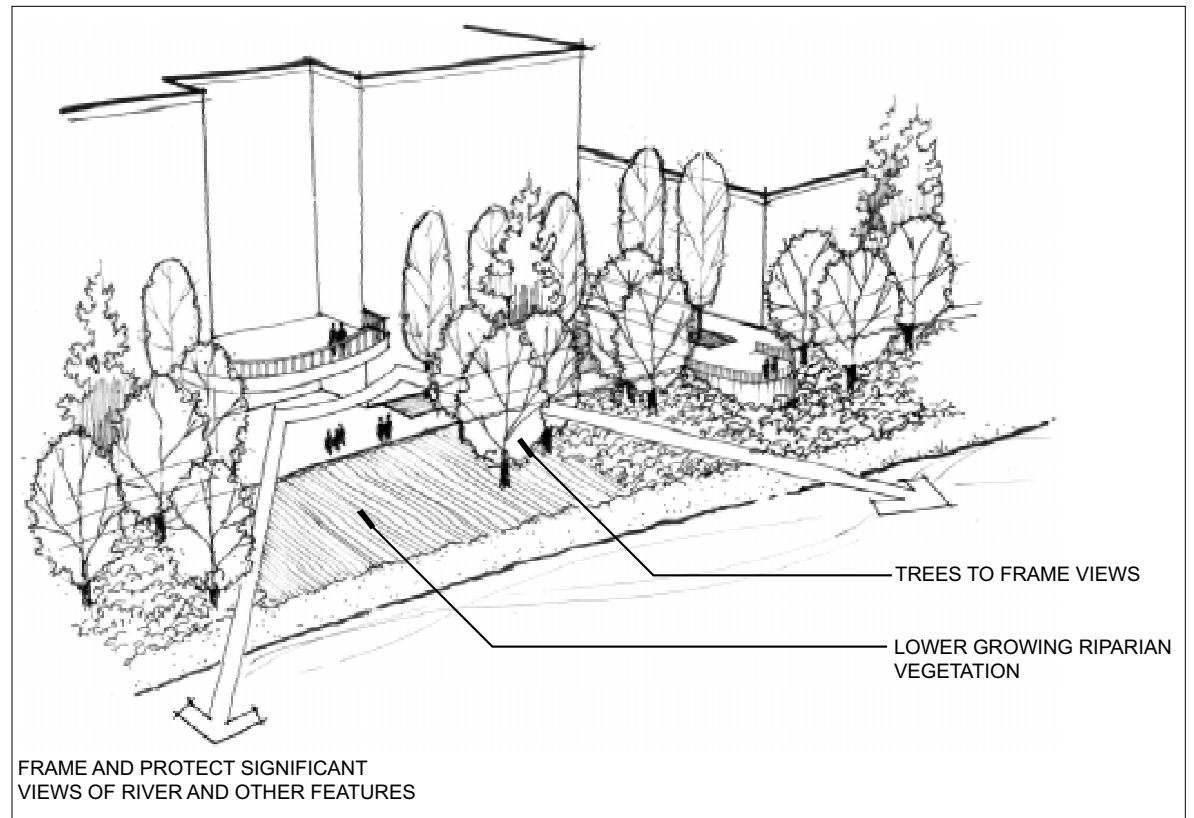 TREES TO FRAME VIEWS
LOWER GROWING RIPARIAN
VEGETATION
FRAME AND PROTECT SIGNIFICANT
VIEWS OF RIVER AND OTHER FEATURES